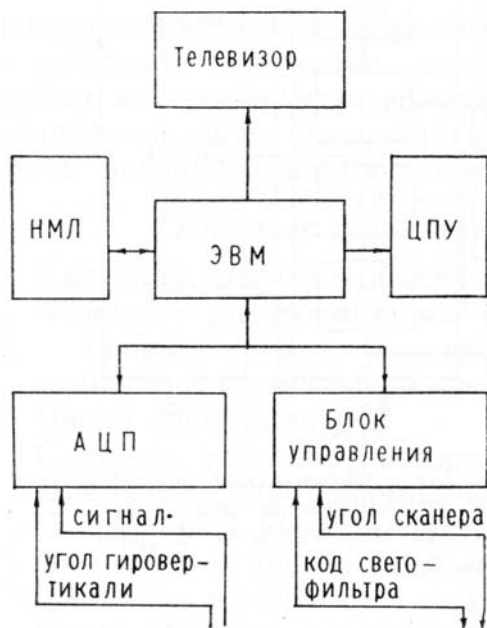 Телевизор
НМЛ
ЭВМ
ЦПУ
АЦП
Блок
управления
сигнал.
угол гировер-
тикали
угол сканера
код свето-
фильтра